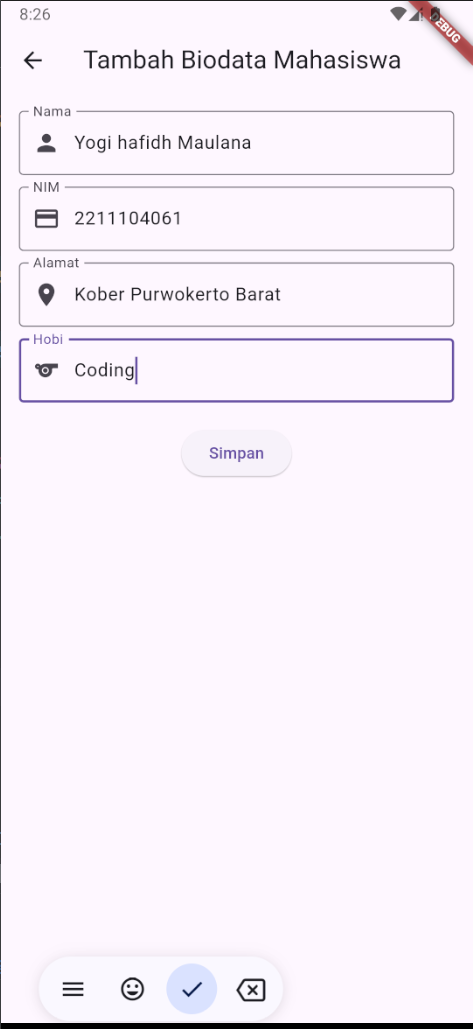 8:26
DEBUG
Tambah Biodata Mahasiswa
Nama
Yogi hafidh Maulana
NIM
2211104061
Alamat
Kober Purwokerto Barat
Hobi
Coding
Simpan